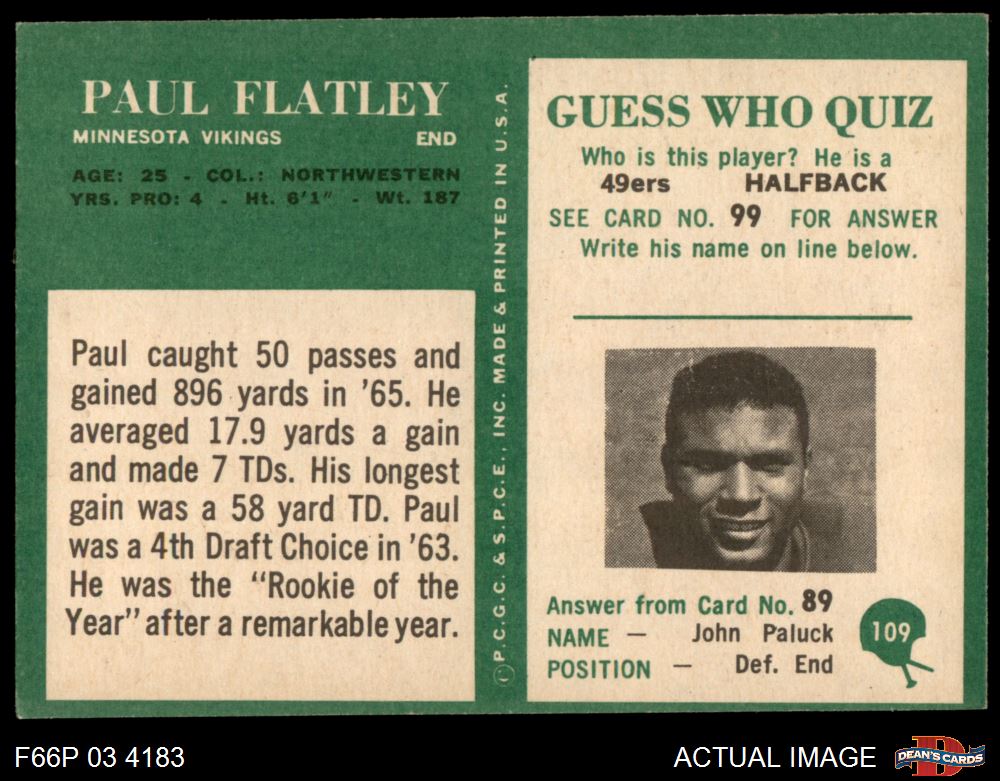 PAUL FLATLEY
MINNESOTA VIKINGS END
AGE: 25 - COL.: NORTHWESTERN
YRS. PRO: 4 - Ht. 6'1" - Wt. 187
Paul caught 50 passes and
gained 896 yards in '65. He
averaged 17.9 yards a gain
and made 7 TDs. His longest
gain was a 58 yard TD. Paul
was a 4th Draft Choice in '63.
He was the "Rookie of the
Year" after a remarkable year.
©P.C.G.C. & S.P.C.E., INC. MADE & PRINTED IN U.S.A.
GUESS WHO QUIZ
Who is this player? He is a
49ers HALFBACK
SEE CARD NO. 99 FOR ANSWER
Write his name on line below.
Answer from Card No. 89
NAME — John Paluck
POSITION — Def. End
109
F66P 03 4183
ACTUAL IMAGE
D
DEAN'S CARDS